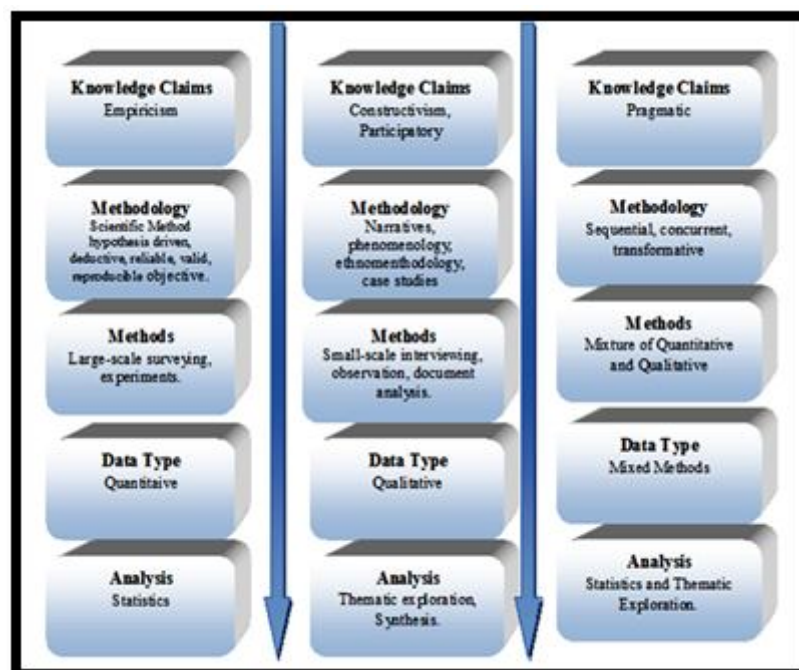 Knowledge Claims
Empiricism
Methodology
Scientific Method
hypothesis driven,
deductive, reliable, valid,
reproducible objective.
Methods
Large-scale surveying,
experiments.
Data Type
Quantitaive
Analysis
Statistics
Knowledge Claims
Constructivism,
Participatory
Methodology
Narratives,
phenomenology,
ethnomenthodology,
case studies
Methods
Small-scale interviewing,
observation, document
analysis.
Data Type
Qualitative
Analysis
Thematic exploration,
Synthesis.
Knowledge Claims
Pragmatic
Methodology
Sequential, concurrent,
transformative
Methods
Mixture of Quantitative
and Qualitative
Data Type
Mixed Methods
Analysis
Statistics and Thematic
Exploration.